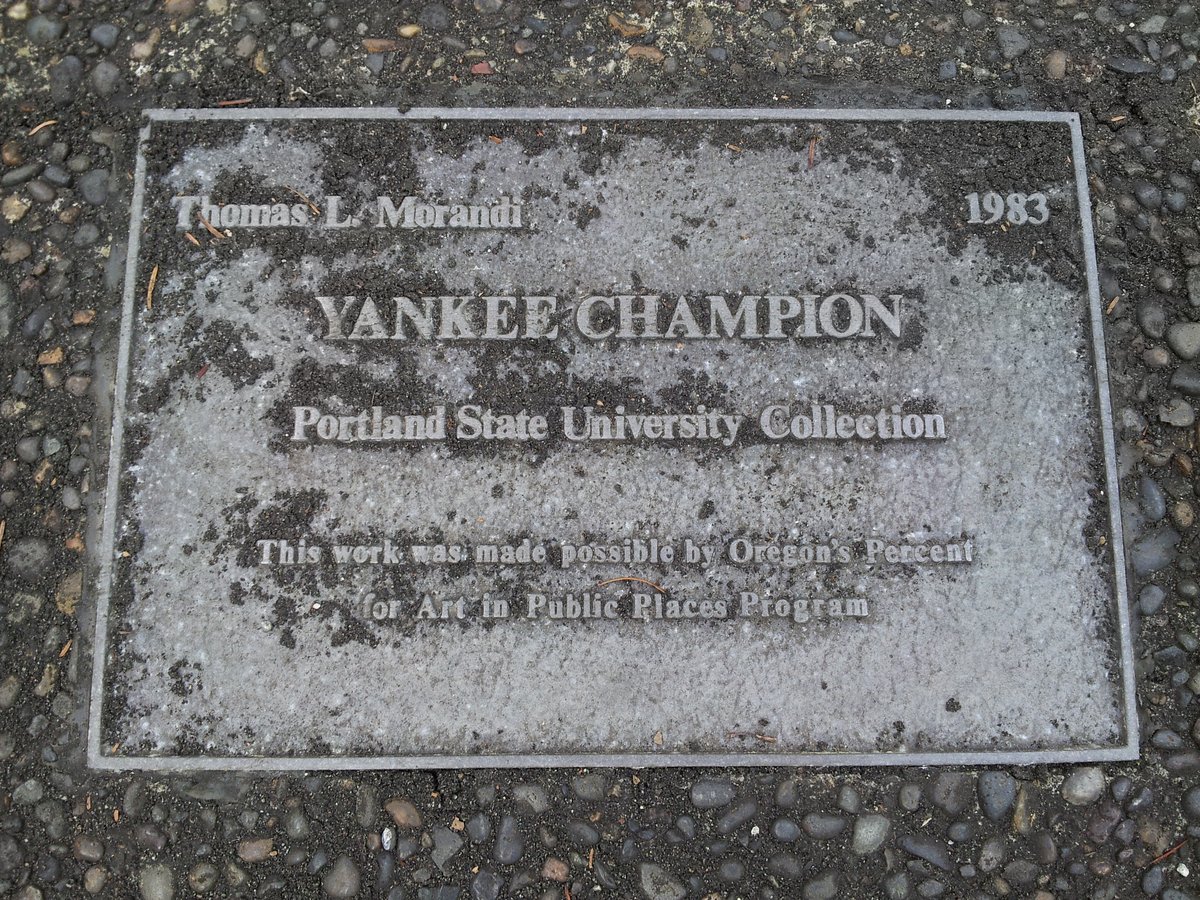 Thomas L. Morandi 1983
YANKEE CHAMPION
Portland State University Collection
This work was made possible by Oregon's Percent
for Art in Public Places Program